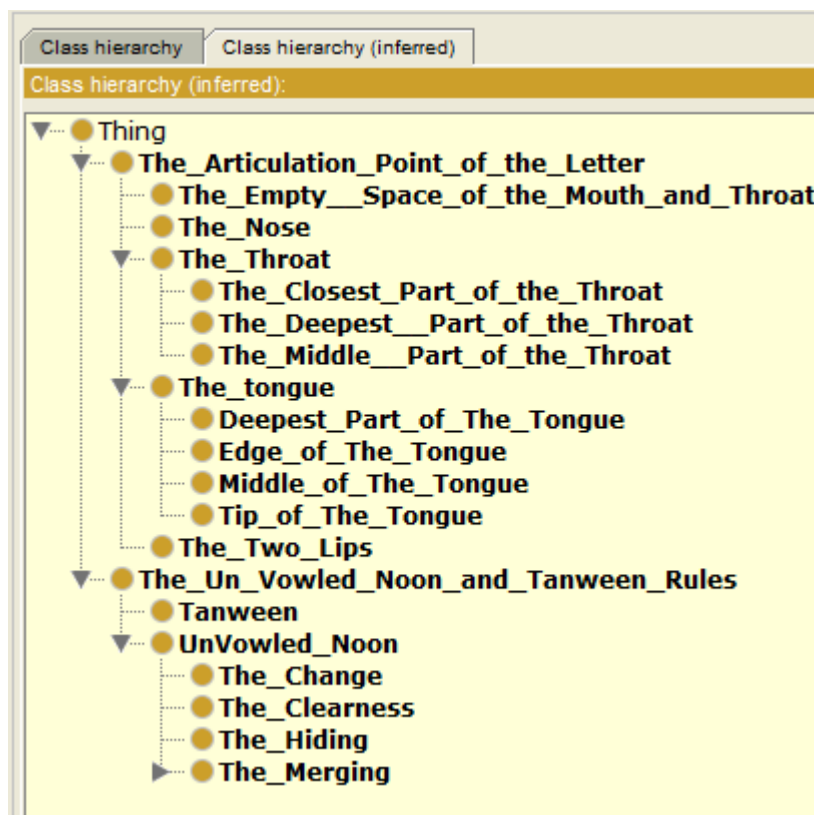 Class hierarchy Class hierarchy (inferred)
Class hierarchy (inferred):
Thing
The_Articulation_Point_of_the_Letter
The_Empty__Space_of_the_Mouth_and_Throat
The_Nose
The_Throat
The_Closest_Part_of_the_Throat
The_Deepest__Part_of_the_Throat
The_Middle__Part_of_the_Throat
The_tongue
Deepest_Part_of_The_Tongue
Edge_of_The_Tongue
Middle_of_The_Tongue
Tip_of_The_Tongue
The_Two_Lips
The_Un_Vowled_Noon_and_Tanween_Rules
Tanween
UnVowled_Noon
The_Change
The_Clearness
The_Hiding
The_Merging